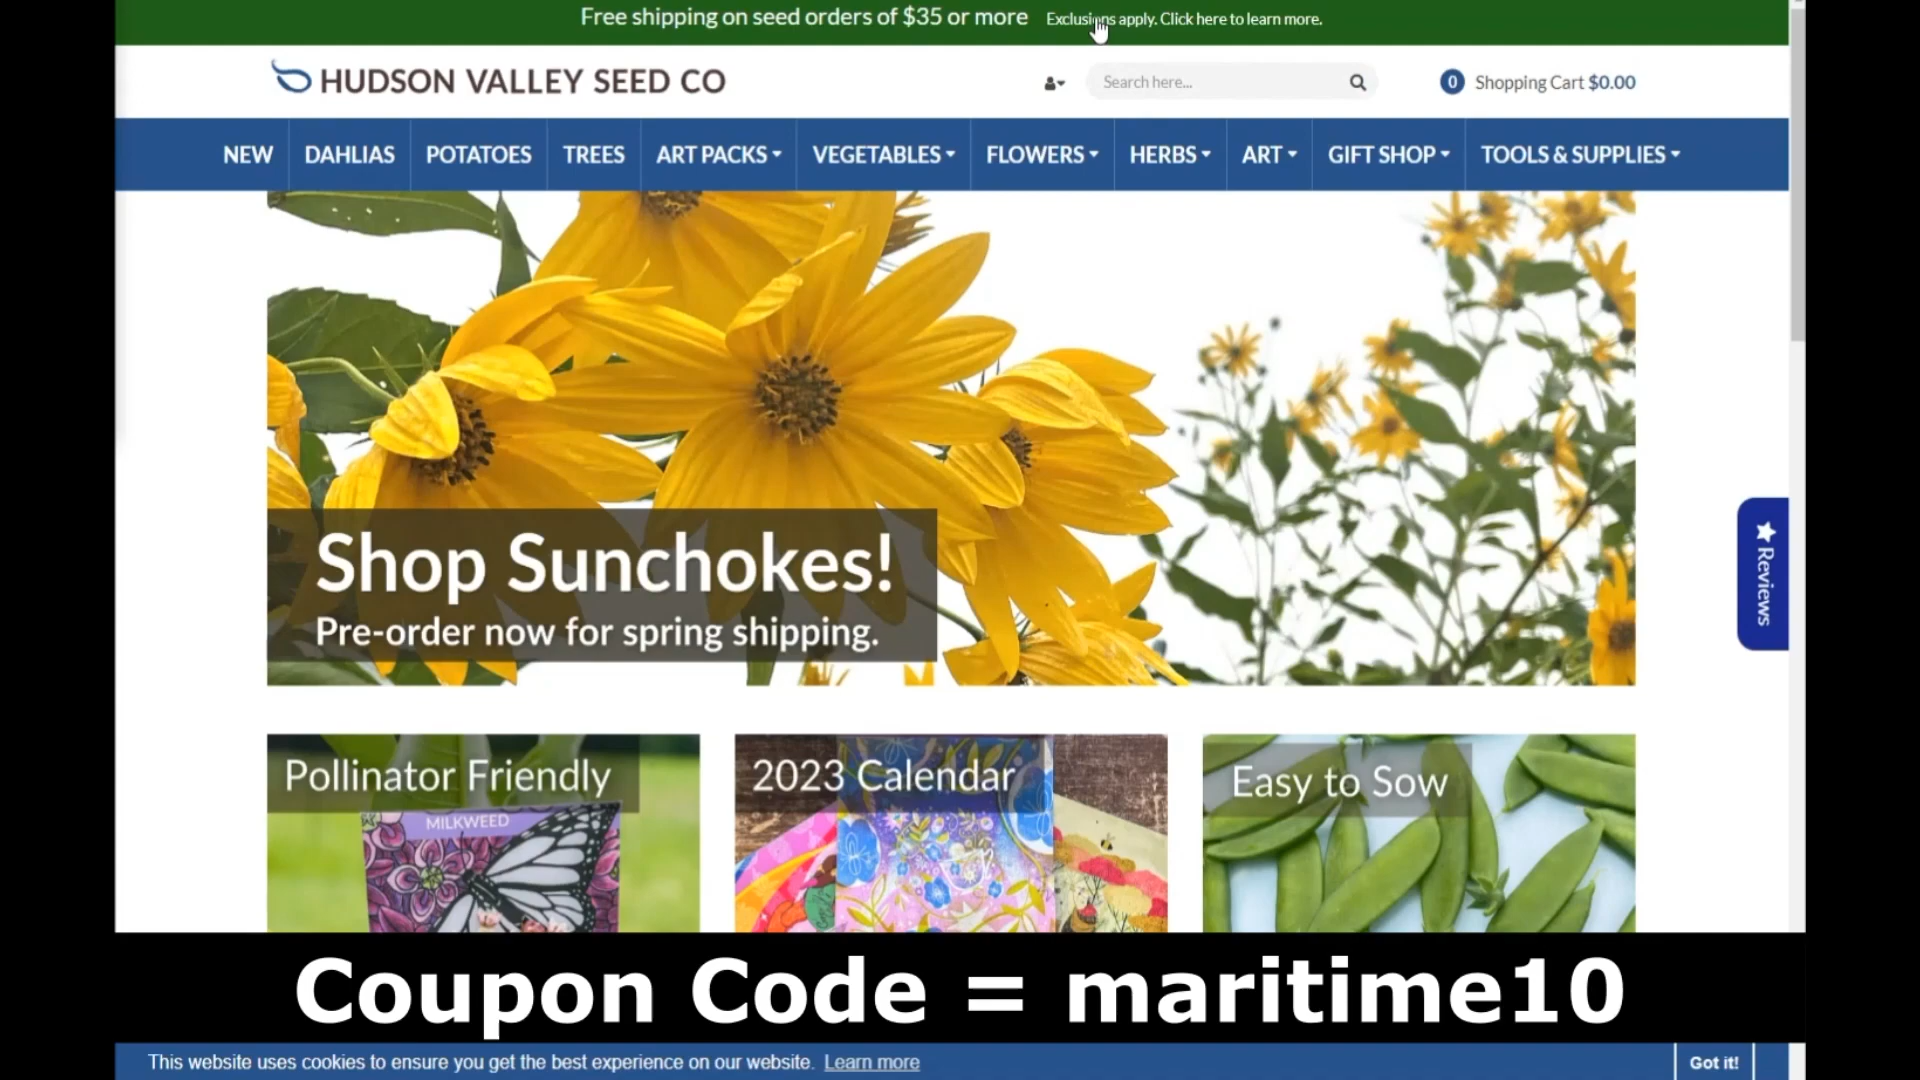 Free shipping on seed orders of $35 or more Exclusions apply. Click here to learn more.
HUDSON VALLEY SEED CO
Search here...
0 Shopping Cart $0.00
NEW DAHLIAS POTATOES TREES ART PACKS VEGETABLES FLOWERS HERBS ART GIFT SHOP TOOLS & SUPPLIES
Shop Sunchokes!
Pre-order now for spring shipping.
Reviews
Pollinator Friendly
2023 Calendar
Easy to Sow
MILKWEED
Coupon Code = maritime10
This website uses cookies to ensure you get the best experience on our website. Learn more
Got it!